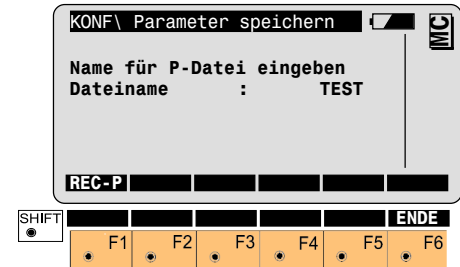 KONF\ Parameter speichern
MC
Name für P-Datei eingeben
Dateiname : TEST
REC-P
SHIFT
ENDE
F1 F2 F3 F4 F5 F6